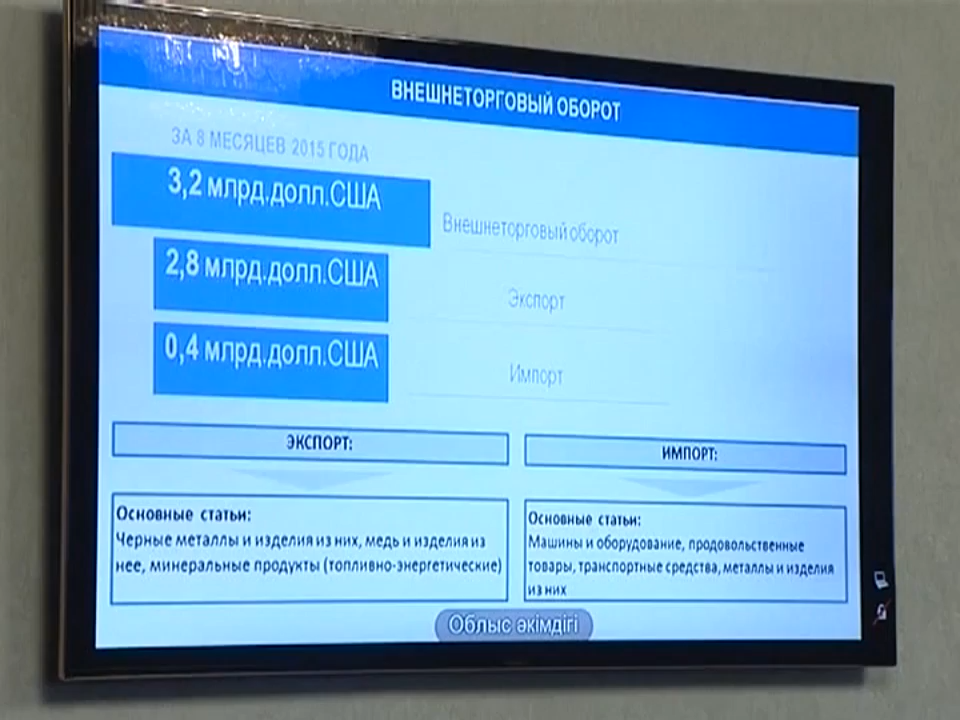 ВНЕШНЕТОРГОВЫЙ ОБОРОТ
ЗА 8 МЕСЯЦЕВ 2015 ГОДА
3,2 млрд.долл.США
Внешнеторговый оборот
2,8 млрд.долл.США
Экспорт
0,4 млрд.долл.США
Импорт
ЭКСПОРТ:
Основные статьи:
Черные металлы и изделия из них, медь и изделия из
нее, минеральные продукты (топливно-энергетические)
ИМПОРТ:
Основные статьи:
Машины и оборудование, продовольственные
товары, транспортные средства, металлы и изделия
из них
Облыс әкімдігі